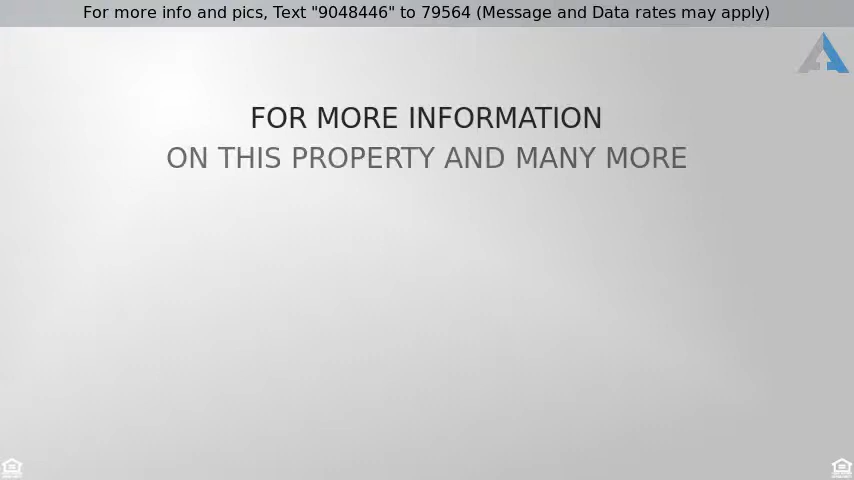 For more info and pics, Text "9048446" to 79564 (Message and Data rates may apply)
FOR MORE INFORMATION
ON THIS PROPERTY AND MANY MORE